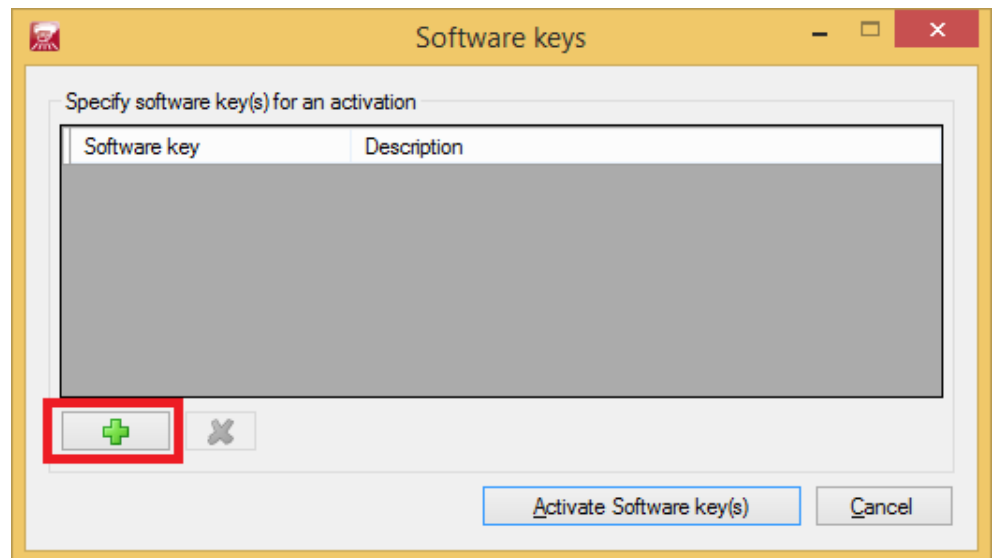 Software keys
Specify software key(s) for an activation
Software key Description
Activate Software key(s) Cancel